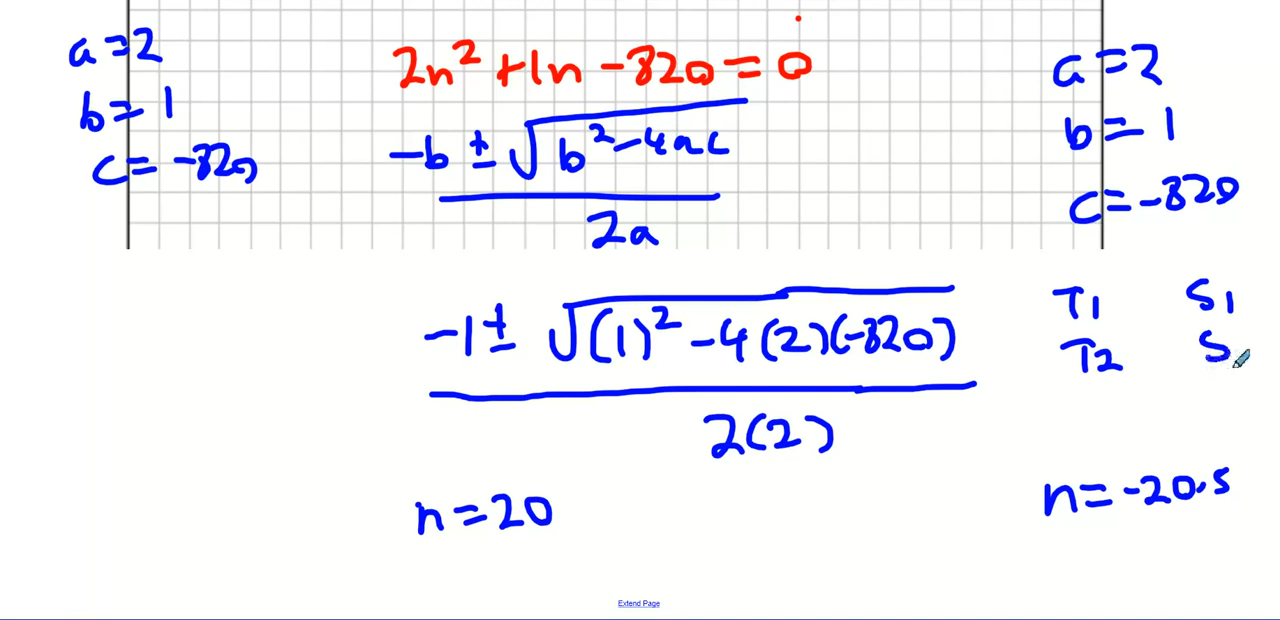 a=2
b=1
c=-820
2n² +1n -820=0
-b ± √b²-4ac
2a
a=2
b=1
c=-820
-1± √(1)²-4(2)(-820)
2(2)
T1 S1
T2 S
n=20
n=-20.5
Extend Page